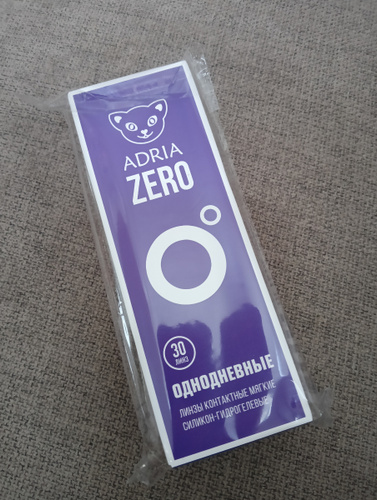 ADRIA
ZERO
30
ЛИНЗ
ОДНОДНЕВНЫЕ
ЛИНЗЫ КОНТАКТНЫЕ МЯГКИЕ
СИЛИКОН-ГИДРОГЕЛЕВЫЕ